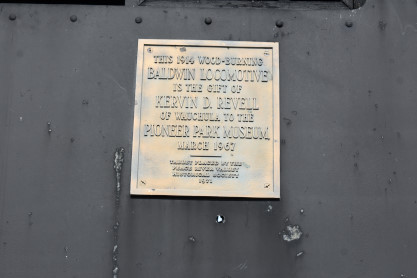 THIS 1914 WOOD-BURNING
BALDWIN LOCOMOTIVE
IS THE GIFT OF
KERVIN D. REVELL
OF WAUCHULA TO THE
PIONEER PARK MUSEUM
MARCH 1967
TABLET PLACED BY THE
PEACE RIVER VALLEY
HISTORICAL SOCIETY
1971